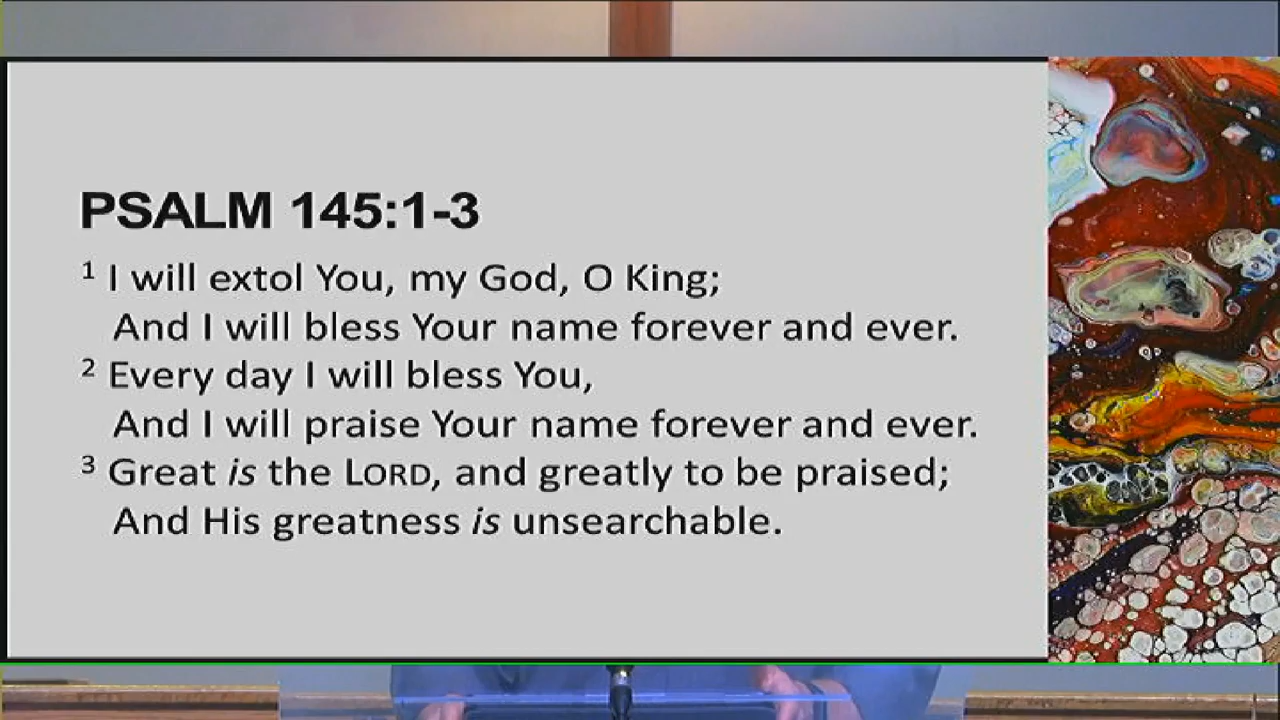 PSALM 145:1-3
¹ I will extol You, my God, O King;
And I will bless Your name forever and ever.
² Every day I will bless You,
And I will praise Your name forever and ever.
³ Great is the LORD, and greatly to be praised;
And His greatness is unsearchable.